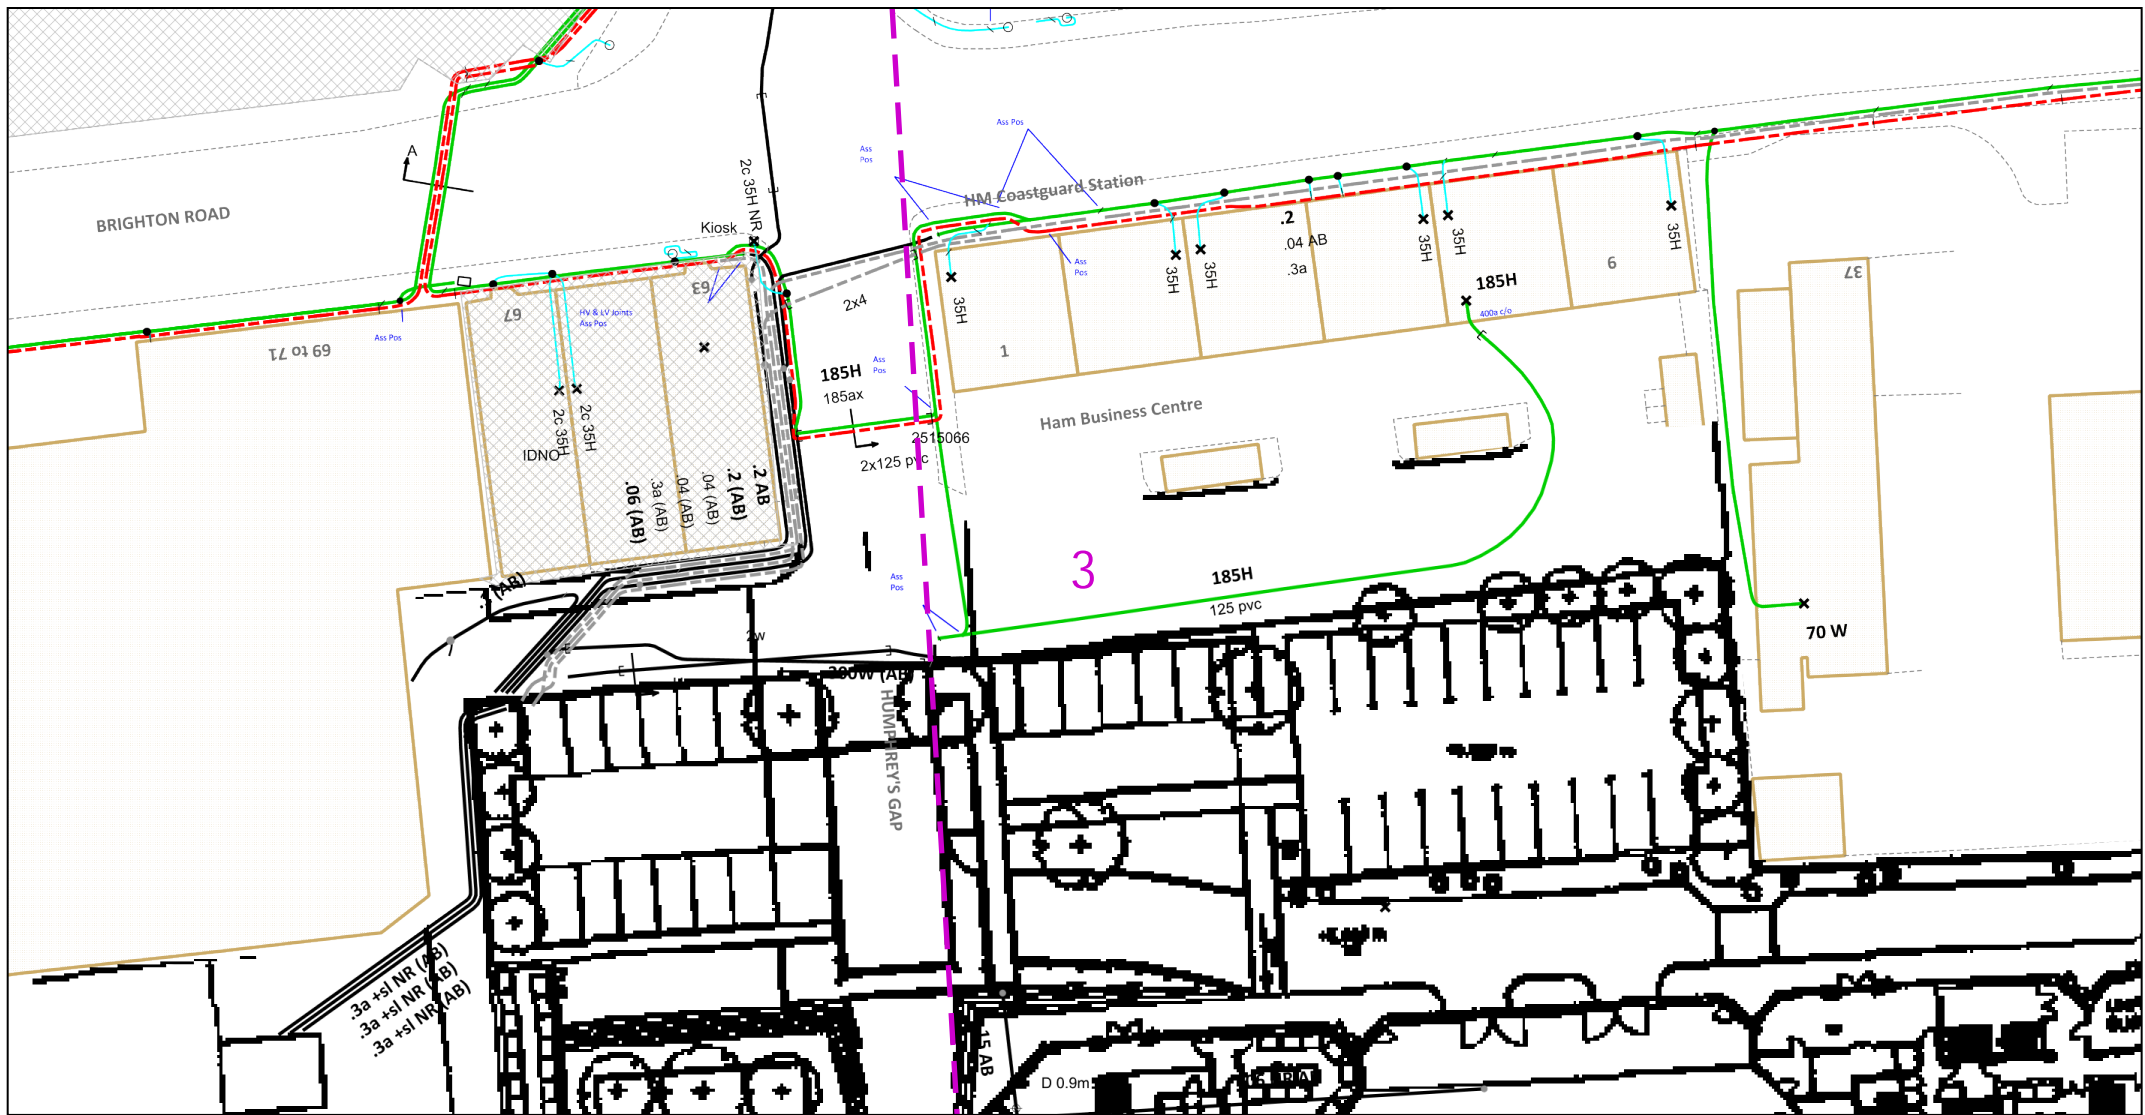 A
BRIGHTON ROAD
Kiosk
2c 35H NR
Ass
Pos
Ass Pos
HM Coastguard Station
Ass
Pos
.2
.04 AB
.3a
35H
35H
35H
35H
35H
35H
185H
400a c/o
1
9
37
63
67
69 to 71
HV & LV Joints
Ass Pos
Ass Pos
2x4
Ass
Pos
185H
185ax
2515066
2x125 pvc
Ham Business Centre
2c 35H
2c 35H
IDNO
.06 (AB)
.3a (AB)
.04 (AB)
.04 (AB)
.2 (AB)
.2 AB
3
Ass
Pos
185H
125 pvc
70 W
2w
300W (AB)
HUMPHREY'S GAP
.3a +sl NR (AB)
.3a +sl NR (AB)
.3a +sl NR (AB)
15 AB
D 0.9m